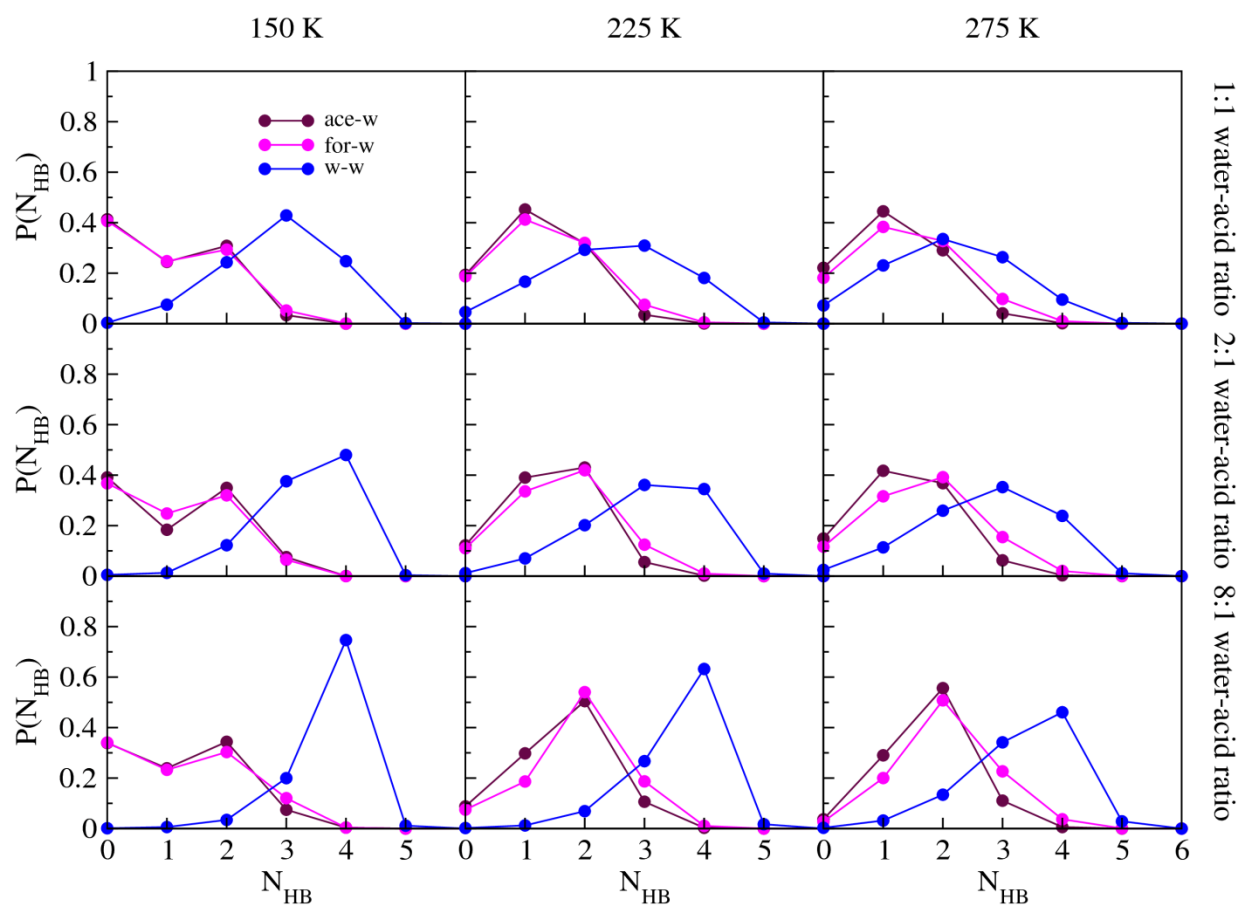 150 K 225 K 275 K
1
0.8
0.6
0.4
0.2
0
P(N_HB)
ace-w
for-w
w-w
1:1 water-acid ratio
0.8
0.6
0.4
0.2
0
P(N_HB)
2:1 water-acid ratio
0.8
0.6
0.4
0.2
0
P(N_HB)
8:1 water-acid ratio
0 1 2 3 4 5 0 1 2 3 4 5 0 1 2 3 4 5 6
N_HB N_HB N_HB